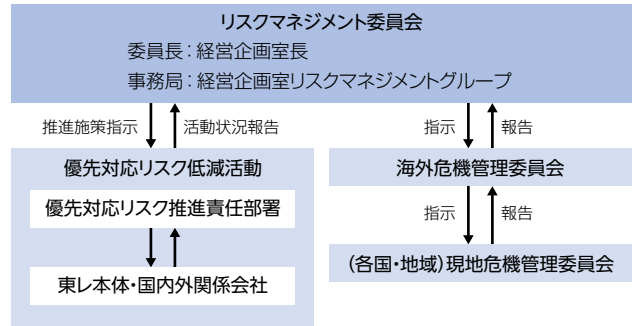 リスクマネジメント委員会
委員長：経営企画室長
事務局：経営企画室リスクマネジメントグループ
推進施策指示
活動状況報告
指示
報告
優先対応リスク低減活動
優先対応リスク推進責任部署
東レ本体・国内外関係会社
海外危機管理委員会
指示
報告
（各国・地域）現地危機管理委員会